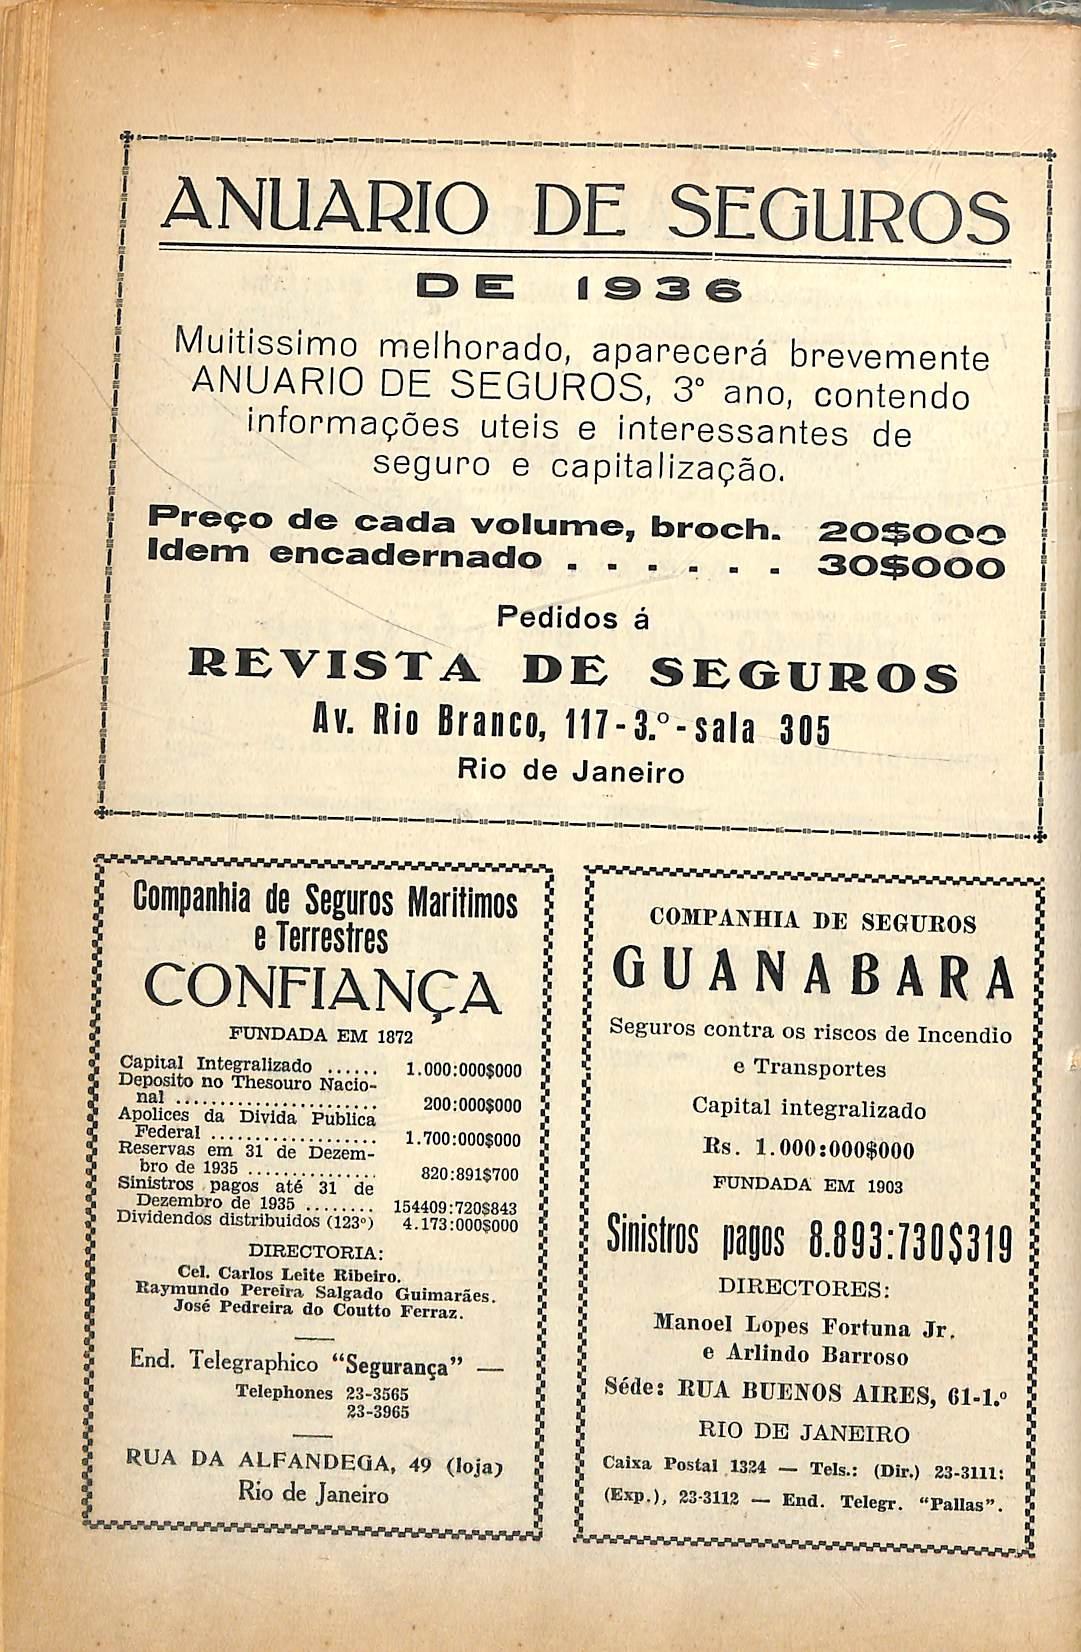 ANUARIO DE SEGUROS
DE 1936
Muitissimo melhorado, aparecerá brevemente
ANUARIO DE SEGUROS, 3º ano, contendo
informações uteis e interessantes de
seguro e capitalização.
Preço de cada volume, broch. 20$000
Idem encadernado . . . . . . 30$000
Pedidos á
REVISTA DE SEGUROS
Av. Rio Branco, 117-3.º-sala 305
Rio de Janeiro
Companhia de Seguros Maritimos
e Terrestres
CONFIANÇA
FUNDADA EM 1872
Capital Integralizado ...... 1.000:000$000
Deposito no Thesouro Nacio-
nal ....................... 200:000$000
Apolices da Divida Publica
Federal ................... 1.700:000$000
Reservas em 31 de Dezem-
bro de 1935 ............... 820:891$700
Sinistros pagos até 31 de
Dezembro de 1935 ........ 154409:720$843
Dividendos distribuidos (123º) 4.173:000$000
DIRECTORIA:
Cel. Carlos Leite Ribeiro.
Raymundo Pereira Salgado Guimarães.
José Pedreira do Coutto Ferraz.
End. Telegraphico “Segurança” —
Telephones 23-3565
23-3965
RUA DA ALFANDEGA, 49 (loja)
Rio de Janeiro
COMPANHIA DE SEGUROS
GUANABARA
Seguros contra os riscos de Incendio
e Transportes
Capital integralizado
Rs. 1.000:000$000
FUNDADA EM 1903
Sinistros pagos 8.893:730$319
DIRECTORES:
Manoel Lopes Fortuna Jr.
e Arlindo Barroso
Séde: RUA BUENOS AIRES, 61-1.º
RIO DE JANEIRO
Caixa Postal 1324 — Tels.: (Dir.) 23-3111:
(Exp.), 23-3112 — End. Telegr. “Pallas”.